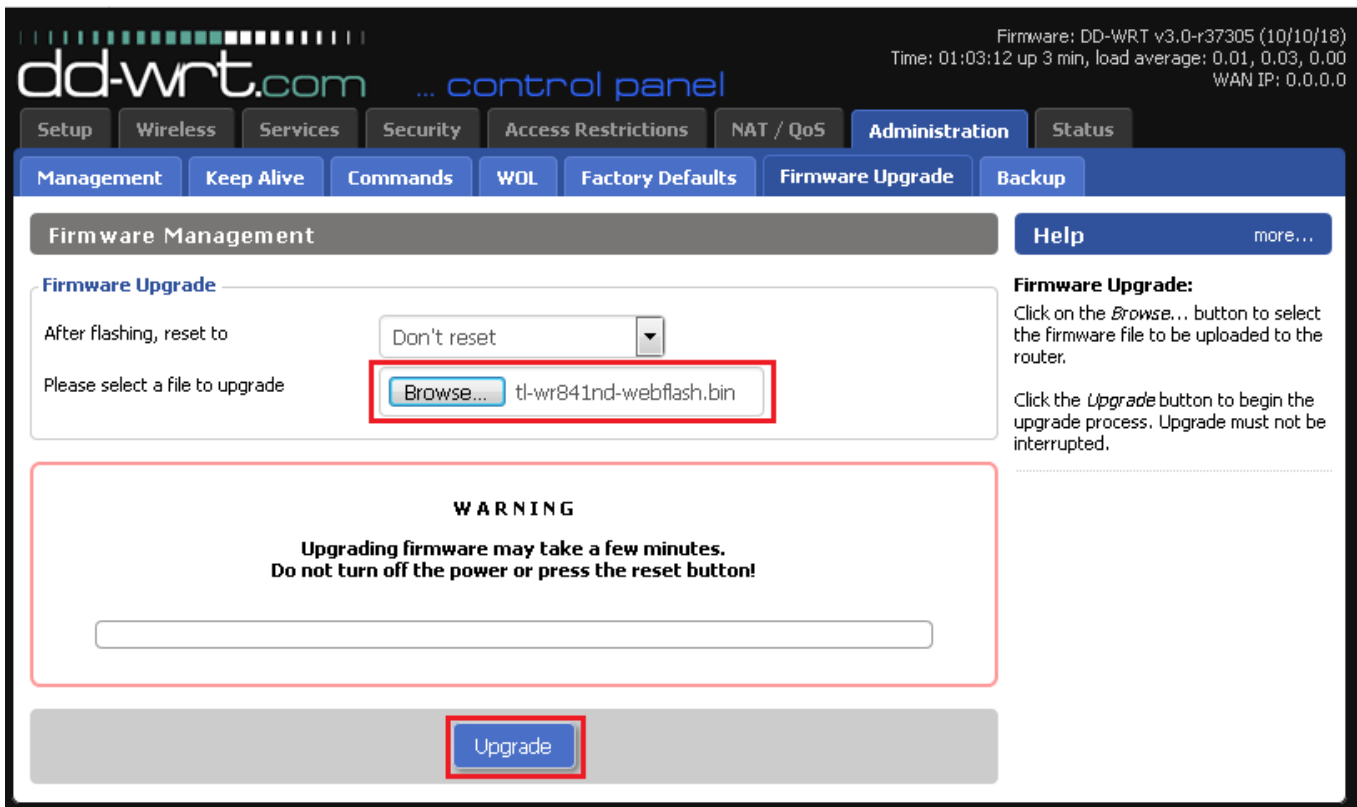 dd-wrt.com ... control panel
Firmware: DD-WRT v3.0-r37305 (10/10/18)
Time: 01:03:12 up 3 min, load average: 0.01, 0.03, 0.00
WAN IP: 0.0.0.0
Setup Wireless Services Security Access Restrictions NAT / QoS Administration Status
Management Keep Alive Commands WOL Factory Defaults Firmware Upgrade Backup
Firmware Management
Firmware Upgrade
After flashing, reset to Don't reset
Please select a file to upgrade Browse... tl-wr841nd-webflash.bin
WARNING
Upgrading firmware may take a few minutes.
Do not turn off the power or press the reset button!
Upgrade
Help more...
Firmware Upgrade:
Click on the Browse... button to select
the firmware file to be uploaded to the
router.
Click the Upgrade button to begin the
upgrade process. Upgrade must not be
interrupted.